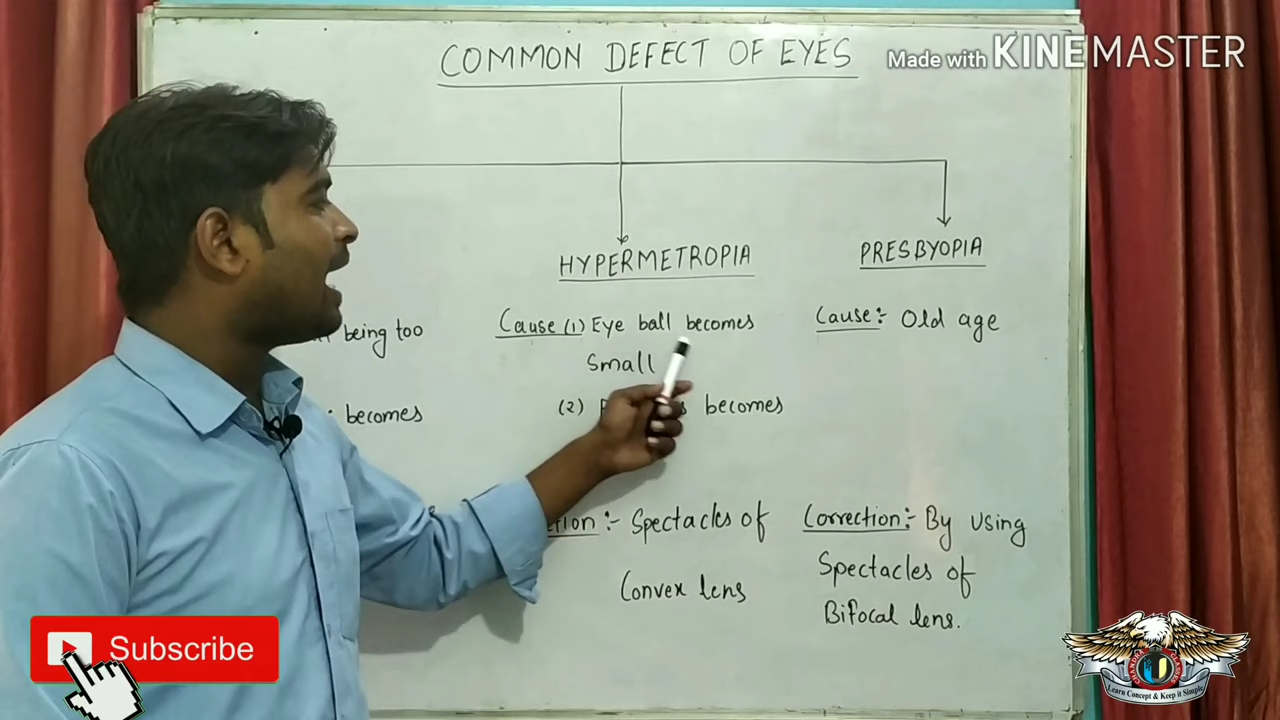 COMMON DEFECT OF EYES
Made with KINEMASTER
HYPERMETROPIA
PRESBYOPIA
being too
Cause (1) Eye ball becomes
Small
Cause:- Old age
becomes
(2) becomes
:- Spectacles of
Convex lens
Correction:- By using
Spectacles of
Bifocal lens.
Subscribe
Learn Concept & Keep it Simple